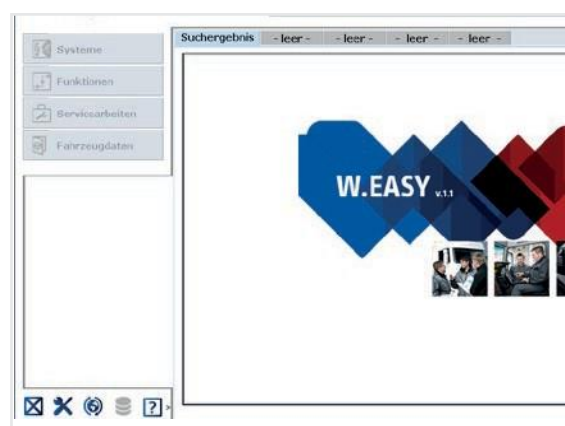 Suchergebnis - leer - - leer - - leer - - leer -
Systeme
Funktionen
Servicearbeiten
Fahrzeugdaten
W.EASY v.1.1
?